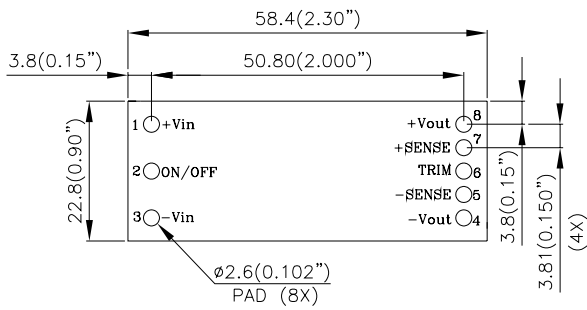 58.4(2.30”)
3.8(0.15”)
50.80(2.000”)
1 +Vin
+Vout 8
+SENSE 7
2 ON/OFF
TRIM 6
-SENSE 5
3 -Vin
-Vout 4
22.8(0.90”)
3.8(0.15”)
3.81(0.150”)
(4X)
ø2.6(0.102”)
PAD (8X)